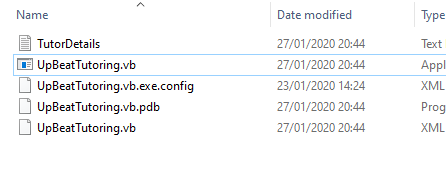 Name Date modified Type
TutorDetails 27/01/2020 20:44 Text
UpBeatTutoring.vb 27/01/2020 20:44 Appl
UpBeatTutoring.vb.exe.config 23/01/2020 14:24 XML
UpBeatTutoring.vb.pdb 27/01/2020 20:44 Prog
UpBeatTutoring.vb 27/01/2020 20:44 XML